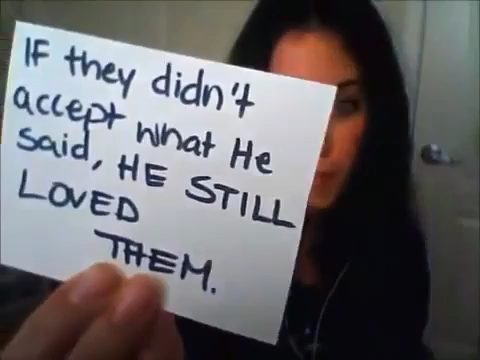 IF they didn't
accept what He
said, HE STILL
LOVED
THEM.